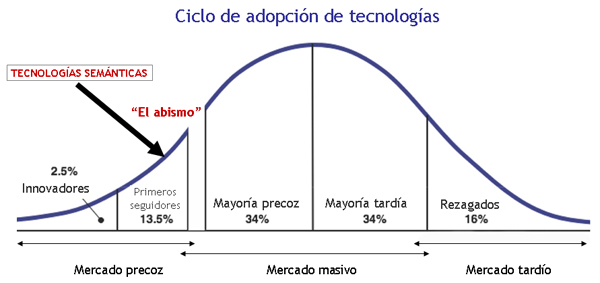 Ciclo de adopción de tecnologías
TECNOLOGÍAS SEMÁNTICAS
“El abismo”
2.5%
Innovadores
Primeros
seguidores
13.5%
Mayoría precoz
34%
Mayoría tardía
34%
Rezagados
16%
Mercado precoz
Mercado masivo
Mercado tardío